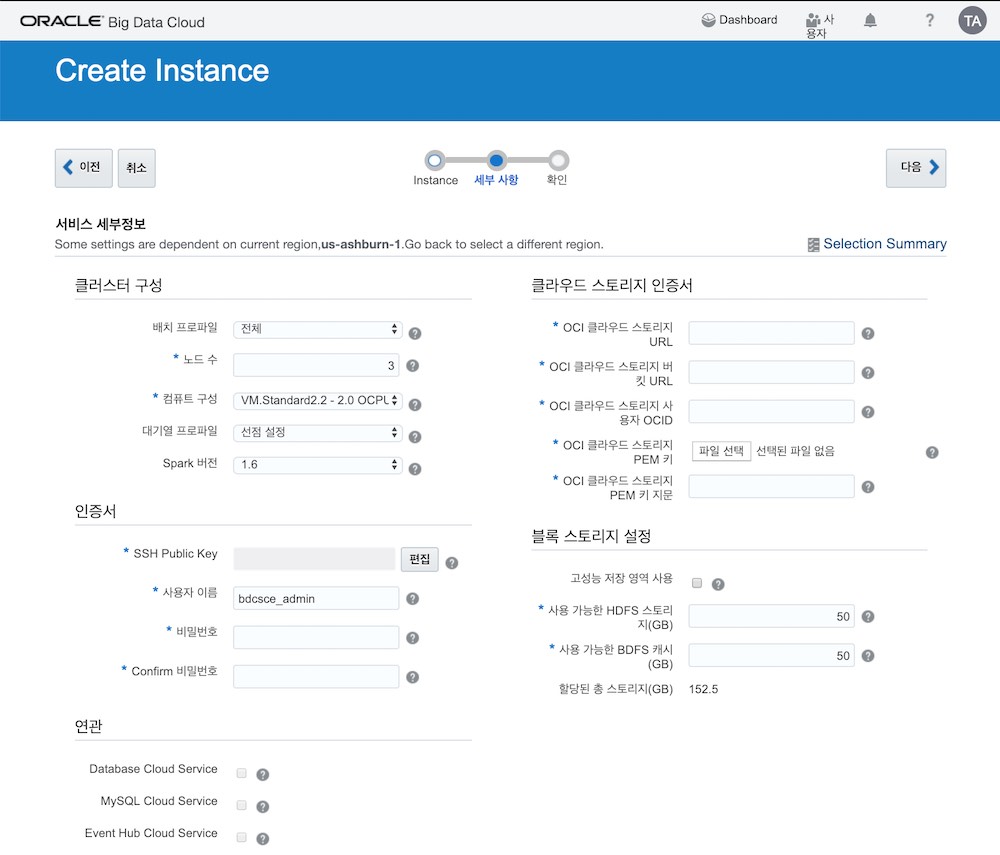 ORACLE® Big Data Cloud
Dashboard
사
용자
?
TA
Create Instance
이전
취소
Instance
세부 사항
확인
다음
서비스 세부정보
Some settings are dependent on current region,us-ashburn-1.Go back to select a different region.
Selection Summary
클러스터 구성
배치 프로파일
전체
* 노드 수
3
* 컴퓨트 구성
VM.Standard2.2 - 2.0 OCPU
대기열 프로파일
선점 설정
Spark 버전
1.6
인증서
* SSH Public Key
편집
* 사용자 이름
bdcsce_admin
* 비밀번호
* Confirm 비밀번호
연관
Database Cloud Service
MySQL Cloud Service
Event Hub Cloud Service
클라우드 스토리지 인증서
* OCI 클라우드 스토리지
URL
* OCI 클라우드 스토리지 버
킷 URL
* OCI 클라우드 스토리지 사
용자 OCID
* OCI 클라우드 스토리지
PEM 키
파일 선택 선택된 파일 없음
* OCI 클라우드 스토리지
PEM 키 지문
블록 스토리지 설정
고성능 저장 영역 사용
* 사용 가능한 HDFS 스토리
지(GB)
50
* 사용 가능한 BDFS 캐시
(GB)
50
할당된 총 스토리지(GB)
152.5